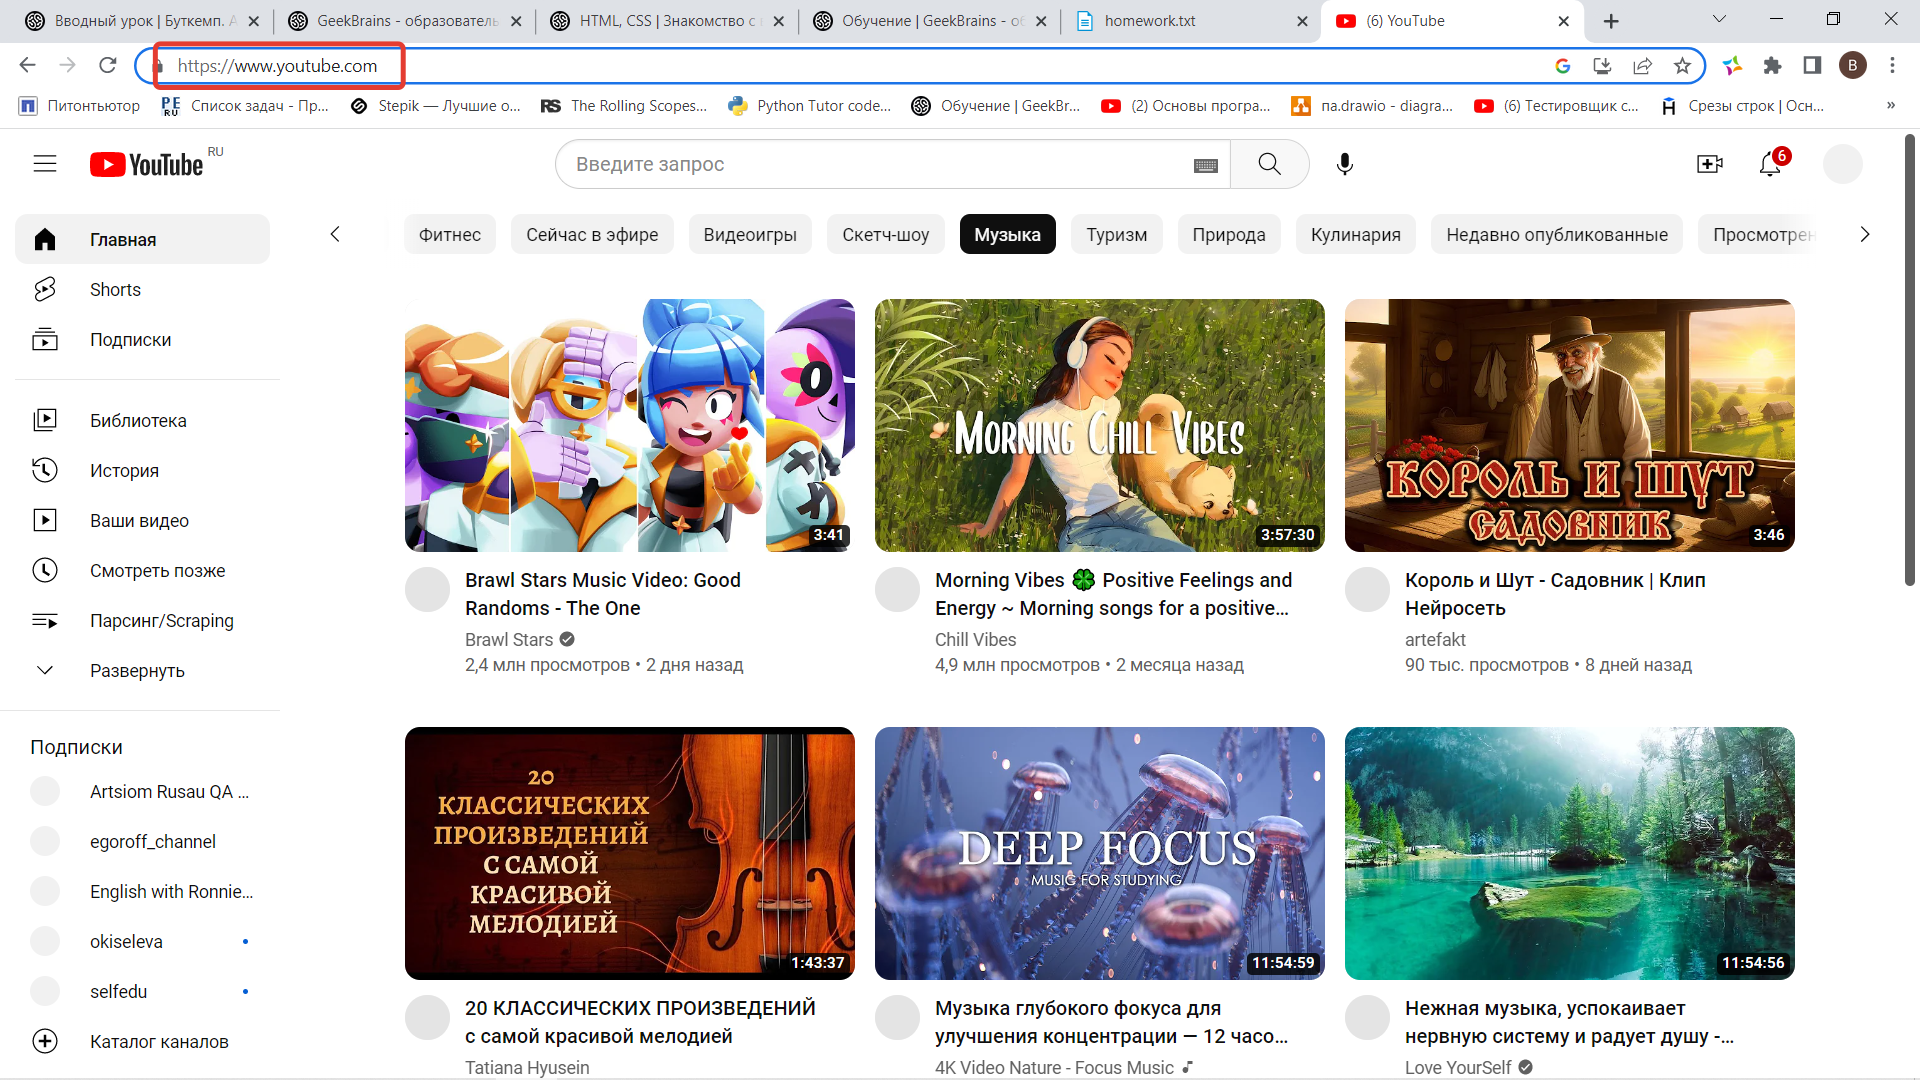 Вводный урок | Буткемп. А
GeekBrains - образователь
HTML, CSS | Знакомство с
Обучение | GeekBrains - об
homework.txt
(6) YouTube
https://www.youtube.com
G
B
Питонтьютор
PE RU
Список задач - Пр...
Stepik — Лучшие о...
RS
The Rolling Scopes...
Python Tutor code...
Обучение | GeekBr...
(2) Основы програ...
na.drawio - diagra...
(6) Тестировщик с...
Срезы строк | Осн...
YouTube RU
Введите запрос
6
Главная
Shorts
Подписки
Библиотека
История
Ваши видео
Смотреть позже
Парсинг/Scraping
Развернуть
Подписки
Artsiom Rusau QA ...
egoroff_channel
English with Ronnie...
okiseleva
selfedu
Каталог каналов
Фитнес
Сейчас в эфире
Видеоигры
Скетч-шоу
Музыка
Туризм
Природа
Кулинария
Недавно опубликованные
Просмотрен
3:41
Brawl Stars Music Video: Good
Randoms - The One
Brawl Stars
2,4 млн просмотров • 2 дня назад
MORNING CHILL VIBES
3:57:30
Morning Vibes 🍀 Positive Feelings and
Energy ~ Morning songs for a positive...
Chill Vibes
4,9 млн просмотров • 2 месяца назад
КОРОЛЬ И ШУТ
САДОВНИК
3:46
Король и Шут - Садовник | Клип
Нейросеть
artefakt
90 тыс. просмотров • 8 дней назад
20
КЛАССИЧЕСКИХ
ПРОИЗВЕДЕНИЙ
С САМОЙ
КРАСИВОЙ
МЕЛОДИЕЙ
1:43:37
20 КЛАССИЧЕСКИХ ПРОИЗВЕДЕНИЙ
с самой красивой мелодией
Tatiana Hyusein
DEEP FOCUS
MUSIC FOR STUDYING
11:54:59
Музыка глубокого фокуса для
улучшения концентрации — 12 часо...
4K Video Nature - Focus Music
11:54:56
Нежная музыка, успокаивает
нервную систему и радует душу -...
Love YourSelf